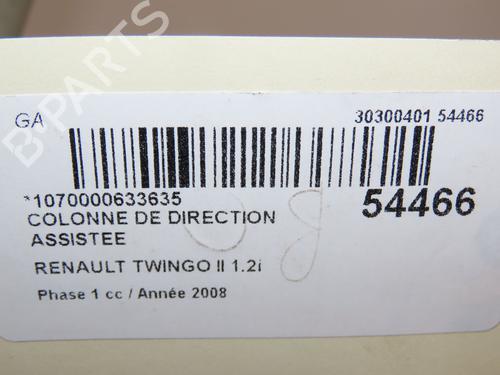 B-PARTS
GA
30300401 54466
*1070000633635
54466
COLONNE DE DIRECTION
ASSISTEE
RENAULT TWINGO II 1.2i
Phase 1 cc / Année 2008
08